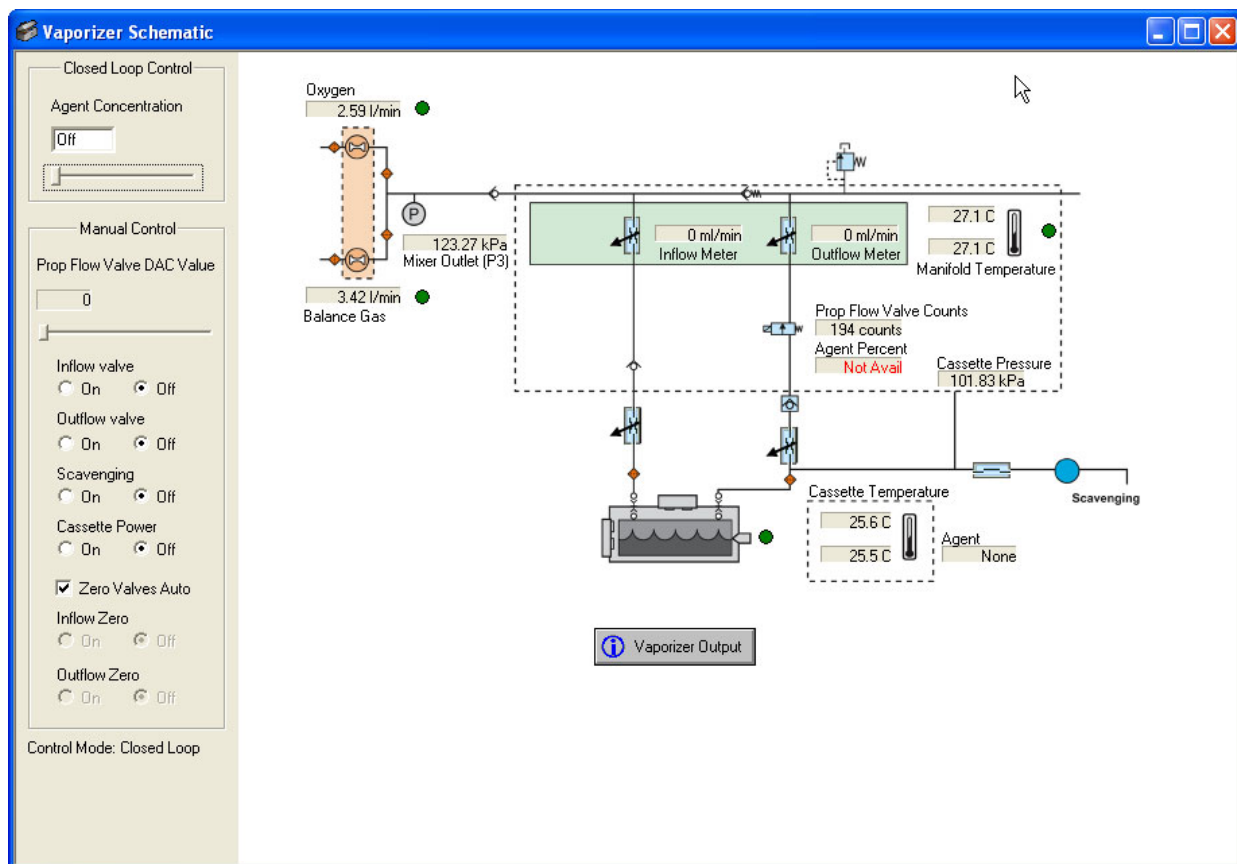 Vaporizer Schematic
Closed Loop Control
Agent Concentration
Off
Manual Control
Prop Flow Valve DAC Value
0
Inflow valve
On Off
Outflow valve
On Off
Scavenging
On Off
Cassette Power
On Off
Zero Valves Auto
Inflow Zero
On Off
Outflow Zero
On Off
Control Mode: Closed Loop
Oxygen
2.59 l/min
P
123.27 kPa
Mixer Outlet (P3)
3.42 l/min
Balance Gas
0 ml/min
Inflow Meter
0 ml/min
Outflow Meter
27.1 C
27.1 C
Manifold Temperature
Prop Flow Valve Counts
194 counts
Agent Percent
Not Avail
Cassette Pressure
101.83 kPa
Scavenging
Cassette Temperature
25.6 C
25.5 C
Agent
None
Vaporizer Output